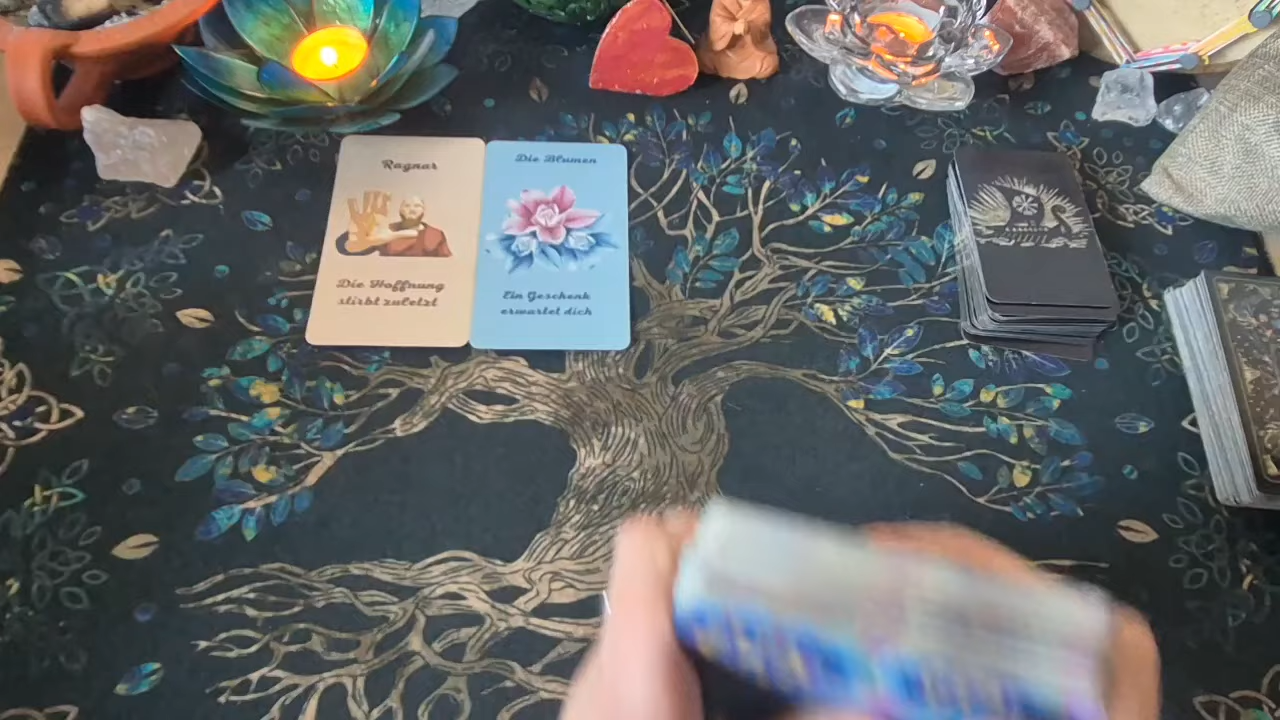 Ragnar
Die Hoffnung
stirbt zuletzt
Die Blumen
Ein Geschenk
erwartet dich